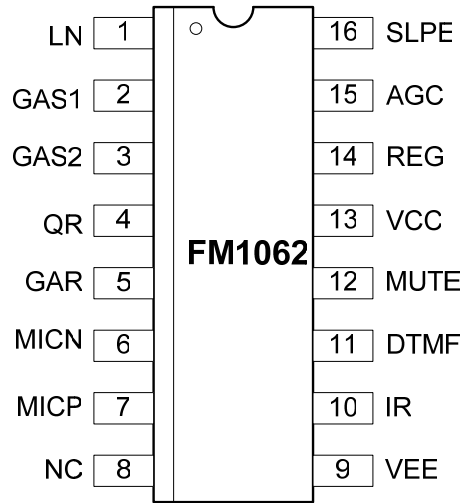 LN 1 16 SLPE
GAS1 2 15 AGC
GAS2 3 14 REG
QR 4 13 VCC
FM1062
GAR 5 12 MUTE
MICN 6 11 DTMF
MICP 7 10 IR
NC 8 9 VEE